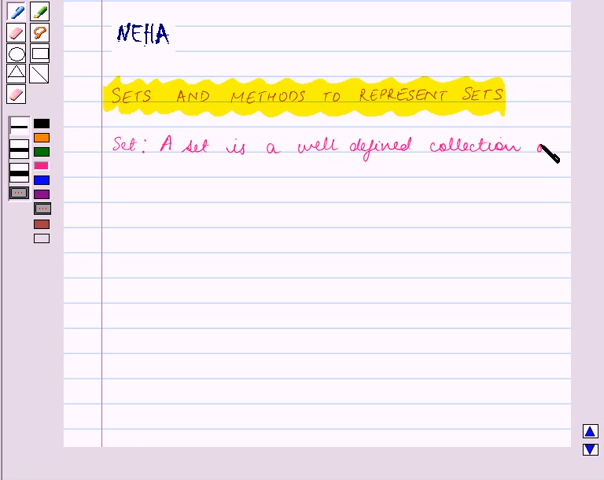 NEHA
SETS AND METHODS TO REPRESENT SETS
Set: A set is a well defined collection